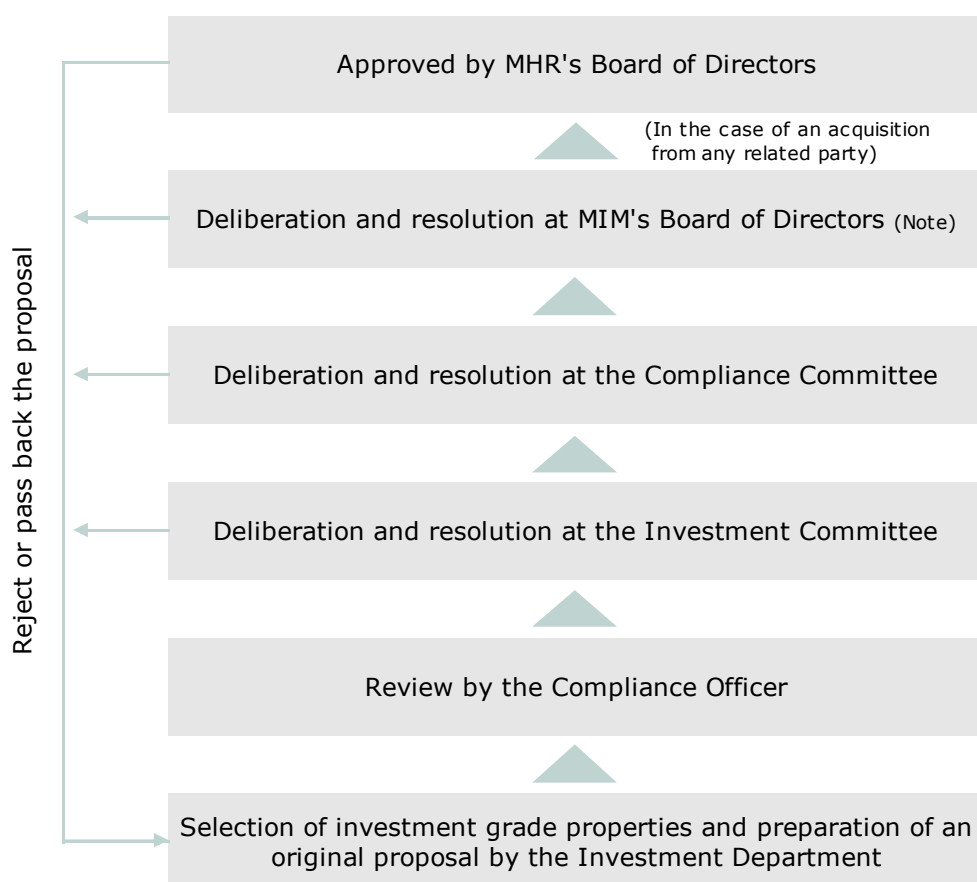 Approved by MHR's Board of Directors
(In the case of an acquisition
from any related party)
Deliberation and resolution at MIM's Board of Directors (Note)
Deliberation and resolution at the Compliance Committee
Deliberation and resolution at the Investment Committee
Review by the Compliance Officer
Selection of investment grade properties and preparation of an
original proposal by the Investment Department
Reject or pass back the proposal